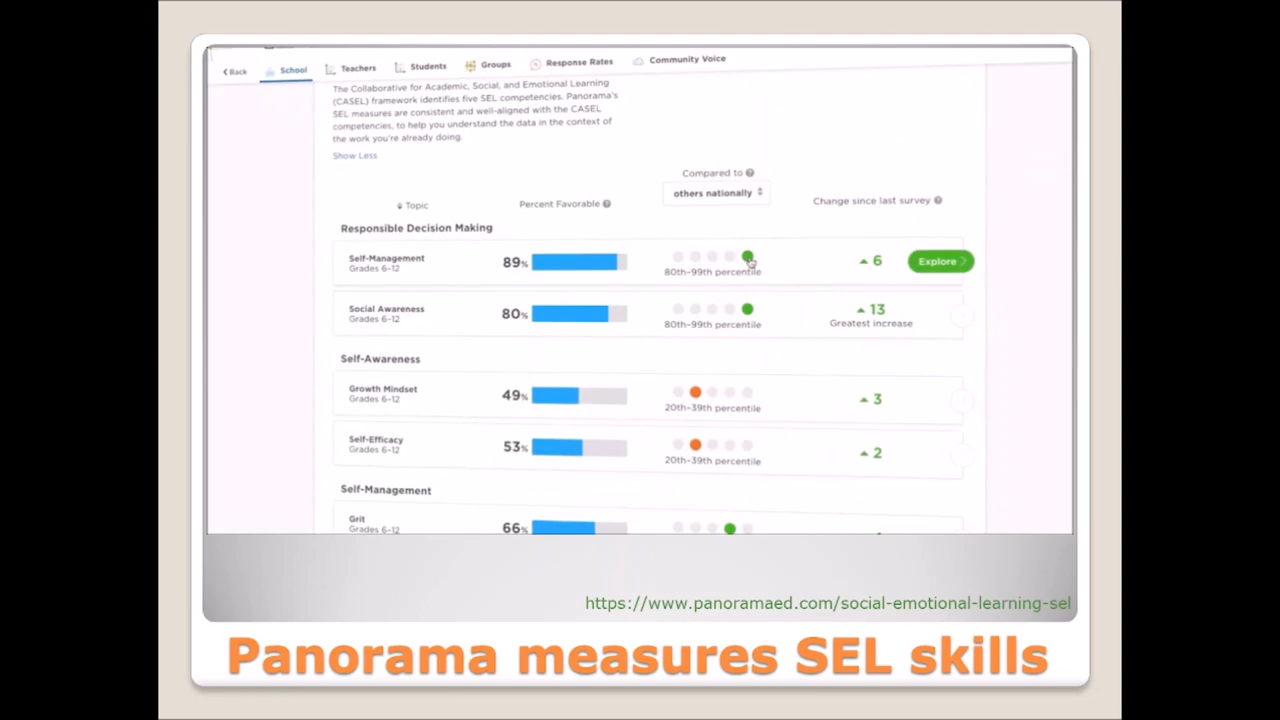 Back School Teachers Students Groups Response Rates Community Voice
The Collaborative for Academic, Social, and Emotional Learning
(CASEL) framework identifies five SEL competencies. Panorama's
SEL measures are consistent and well-aligned with the CASEL
competencies, to help you understand the data in the context of
the work you're already doing.
Show Less
Compared to
others nationally
Topic Percent Favorable Change since last survey
Responsible Decision Making
Self-Management
Grades 6-12
89%
80th-99th percentile
6
Explore
Social Awareness
Grades 6-12
80%
80th-99th percentile
13
Greatest increase
Self-Awareness
Growth Mindset
Grades 6-12
49%
20th-39th percentile
3
Self-Efficacy
Grades 6-12
53%
20th-39th percentile
2
Self-Management
Grit
Grades 6-12
66%
https://www.panoramaed.com/social-emotional-learning-sel
Panorama measures SEL skills